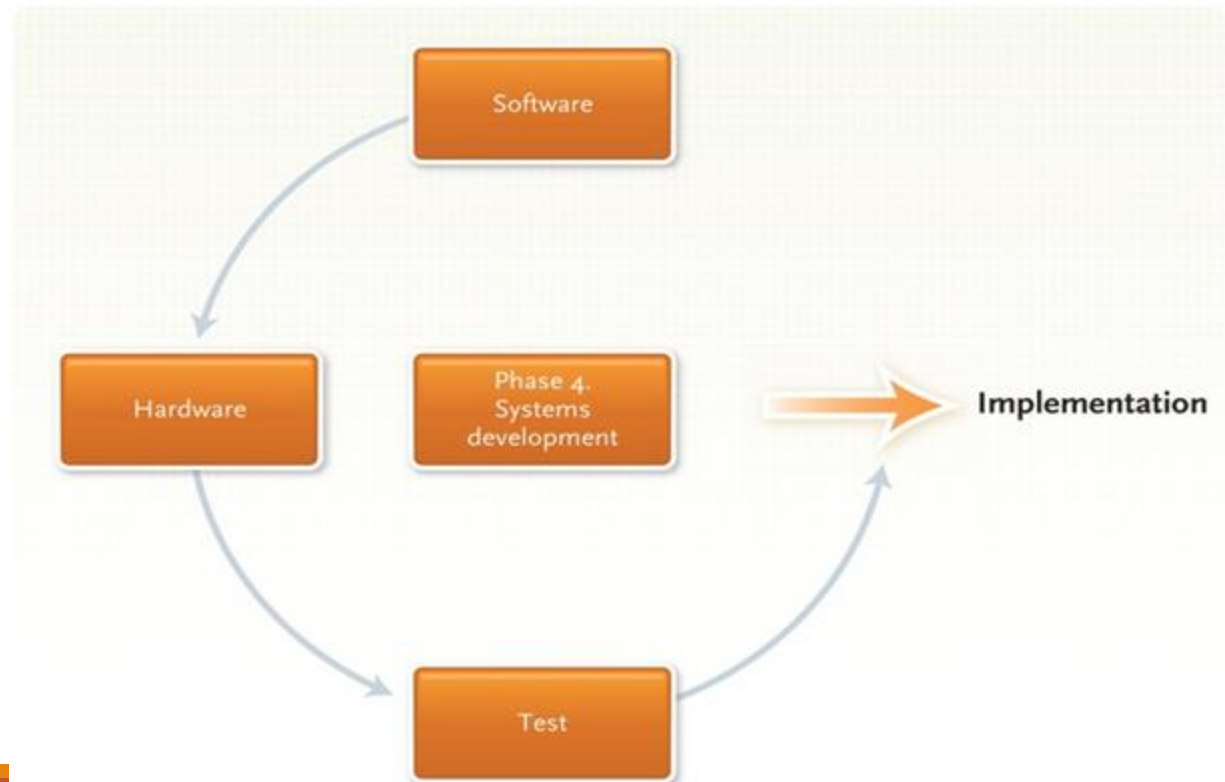 Software
Hardware
Phase 4.
Systems
development
Implementation
Test